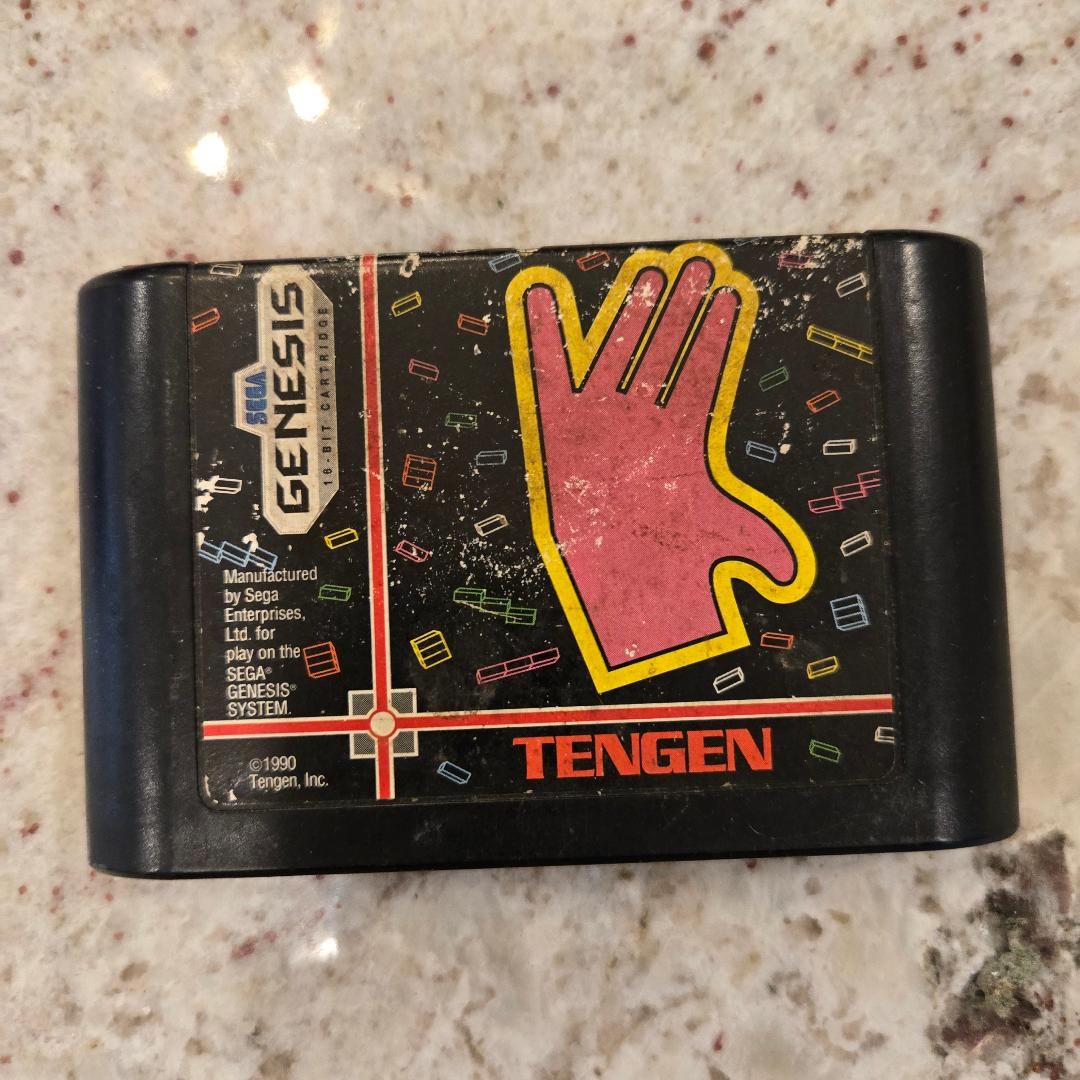 SEGA
GENESIS
16-BIT CARTRIDGE
Manufactured
by Sega
Enterprises,
Ltd. for
play on the
SEGA®
GENESIS®
SYSTEM.
©1990
Tengen, Inc.
TENGEN